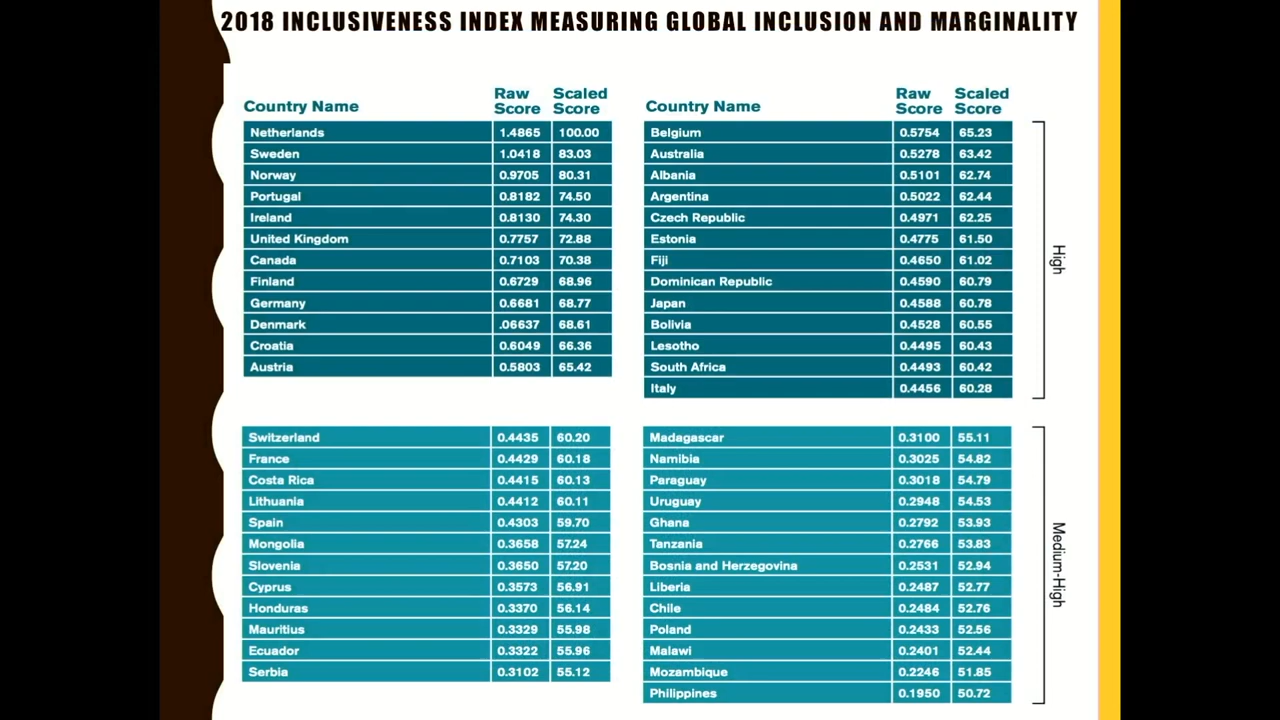 2018 INCLUSIVENESS INDEX MEASURING GLOBAL INCLUSION AND MARGINALITY
Country Name Raw Score Scaled Score
Netherlands 1.4865 100.00
Sweden 1.0418 83.03
Norway 0.9705 80.31
Portugal 0.8182 74.50
Ireland 0.8130 74.30
United Kingdom 0.7757 72.88
Canada 0.7103 70.38
Finland 0.6729 68.96
Germany 0.6681 68.77
Denmark .06637 68.61
Croatia 0.6049 66.36
Austria 0.5803 65.42
Country Name Raw Score Scaled Score
Belgium 0.5754 65.23
Australia 0.5278 63.42
Albania 0.5101 62.74
Argentina 0.5022 62.44
Czech Republic 0.4971 62.25
Estonia 0.4775 61.50
Fiji 0.4650 61.02
Dominican Republic 0.4590 60.79
Japan 0.4588 60.78
Bolivia 0.4528 60.55
Lesotho 0.4495 60.43
South Africa 0.4493 60.42
Italy 0.4456 60.28
High
Switzerland 0.4435 60.20
France 0.4429 60.18
Costa Rica 0.4415 60.13
Lithuania 0.4412 60.11
Spain 0.4303 59.70
Mongolia 0.3658 57.24
Slovenia 0.3650 57.20
Cyprus 0.3573 56.91
Honduras 0.3370 56.14
Mauritius 0.3329 55.98
Ecuador 0.3322 55.96
Serbia 0.3102 55.12
Madagascar 0.3100 55.11
Namibia 0.3025 54.82
Paraguay 0.3018 54.79
Uruguay 0.2948 54.53
Ghana 0.2792 53.93
Tanzania 0.2766 53.83
Bosnia and Herzegovina 0.2531 52.94
Liberia 0.2487 52.77
Chile 0.2484 52.76
Poland 0.2433 52.56
Malawi 0.2401 52.44
Mozambique 0.2246 51.85
Philippines 0.1950 50.72
Medium-High